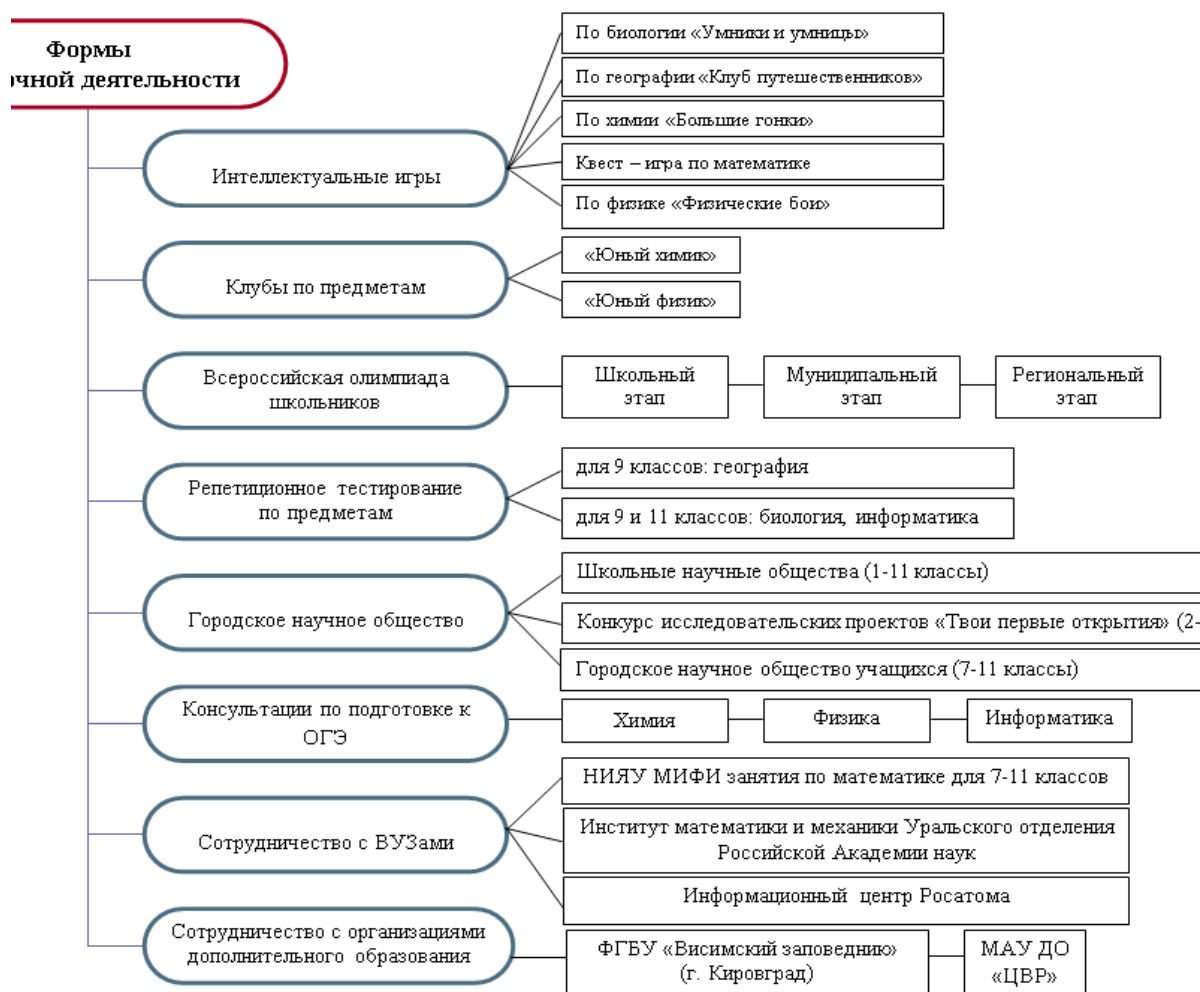 Формы
очной деятельности
Интеллектуальные игры
По биологии «Умники и умницы»
По географии «Клуб путешественников»
По химии «Большие гонки»
Квест – игра по математике
По физике «Физические бои»
Клубы по предметам
«Юный химик»
«Юный физик»
Всероссийская олимпиада
школьников
Школьный
этап
Муниципальный
этап
Региональный
этап
Репетиционное тестирование
по предметам
для 9 классов: география
для 9 и 11 классов: биология, информатика
Городское научное общество
Школьные научные общества (1-11 классы)
Конкурс исследовательских проектов «Твои первые открытия» (2-
Городское научное общество учащихся (7-11 классы)
Консультации по подготовке к
ОГЭ
Химия
Физика
Информатика
Сотрудничество с ВУЗами
НИЯУ МИФИ занятия по математике для 7-11 классов
Институт математики и механики Уральского отделения
Российской Академии наук
Информационный центр Росатома
Сотрудничество с организациями
дополнительного образования
ФГБУ «Висимский заповедник»
(г. Кировград)
МАУ ДО
«ЦВР»